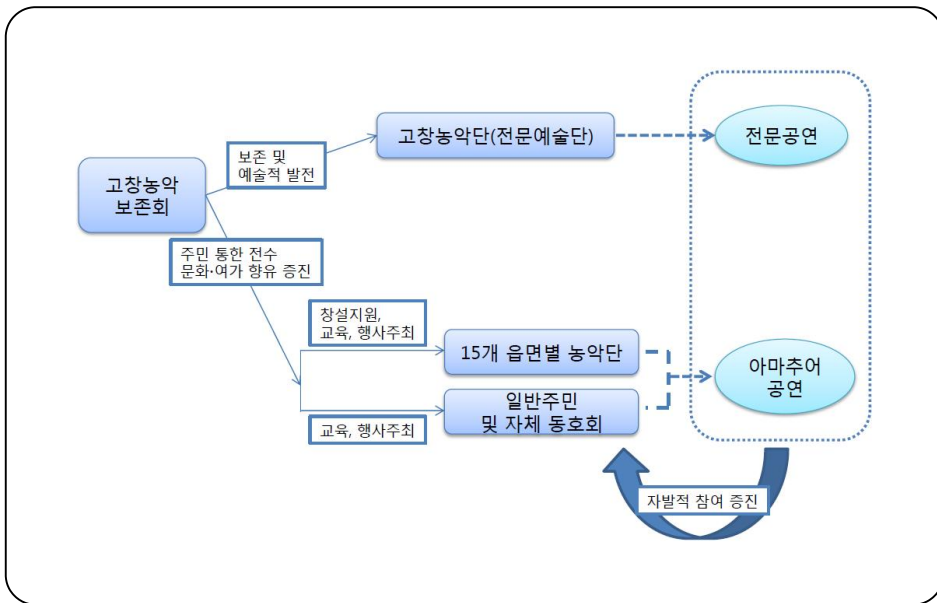 고창농악단(전문예술단)
전문공연
보존 및
예술적 발전
고창농악
보존회
주민 통한 전수
문화·여가 향유 증진
창설지원,
교육, 행사주최
15개 읍면별 농악단
아마추어
공연
일반주민
및 자체 동호회
교육, 행사주최
자발적 참여 증진